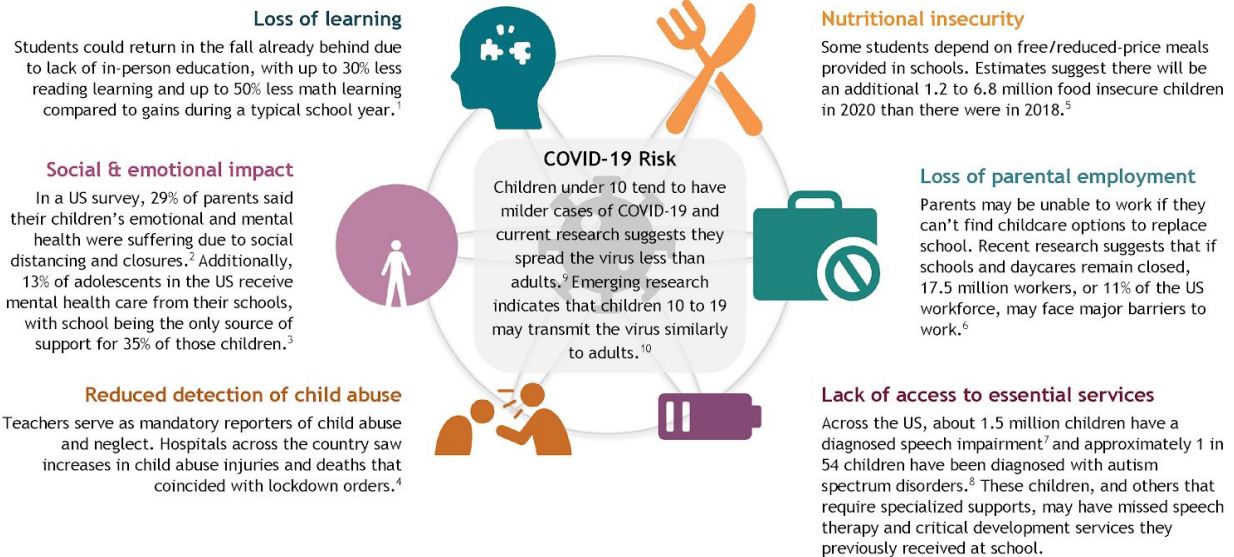 Loss of learning
Students could return in the fall already behind due
to lack of in-person education, with up to 30% less
reading learning and up to 50% less math learning
compared to gains during a typical school year.1
Social & emotional impact
In a US survey, 29% of parents said
their children's emotional and mental
health were suffering due to social
distancing and closures.2 Additionally,
13% of adolescents in the US receive
mental health care from their schools,
with school being the only source of
support for 35% of those children.3
Reduced detection of child abuse
Teachers serve as mandatory reporters of child abuse
and neglect. Hospitals across the country saw
increases in child abuse injuries and deaths that
coincided with lockdown orders.4
COVID-19 Risk
Children under 10 tend to have
milder cases of COVID-19 and
current research suggests they
spread the virus less than
adults.9 Emerging research
indicates that children 10 to 19
may transmit the virus similarly
to adults.10
Nutritional insecurity
Some students depend on free/reduced-price meals
provided in schools. Estimates suggest there will be
an additional 1.2 to 6.8 million food insecure children
in 2020 than there were in 2018.5
Loss of parental employment
Parents may be unable to work if they
can't find childcare options to replace
school. Recent research suggests that if
schools and daycares remain closed,
17.5 million workers, or 11% of the US
workforce, may face major barriers to
work.6
Lack of access to essential services
Across the US, about 1.5 million children have a
diagnosed speech impairment7 and approximately 1 in
54 children have been diagnosed with autism
spectrum disorders.8 These children, and others that
require specialized supports, may have missed speech
therapy and critical development services they
previously received at school.